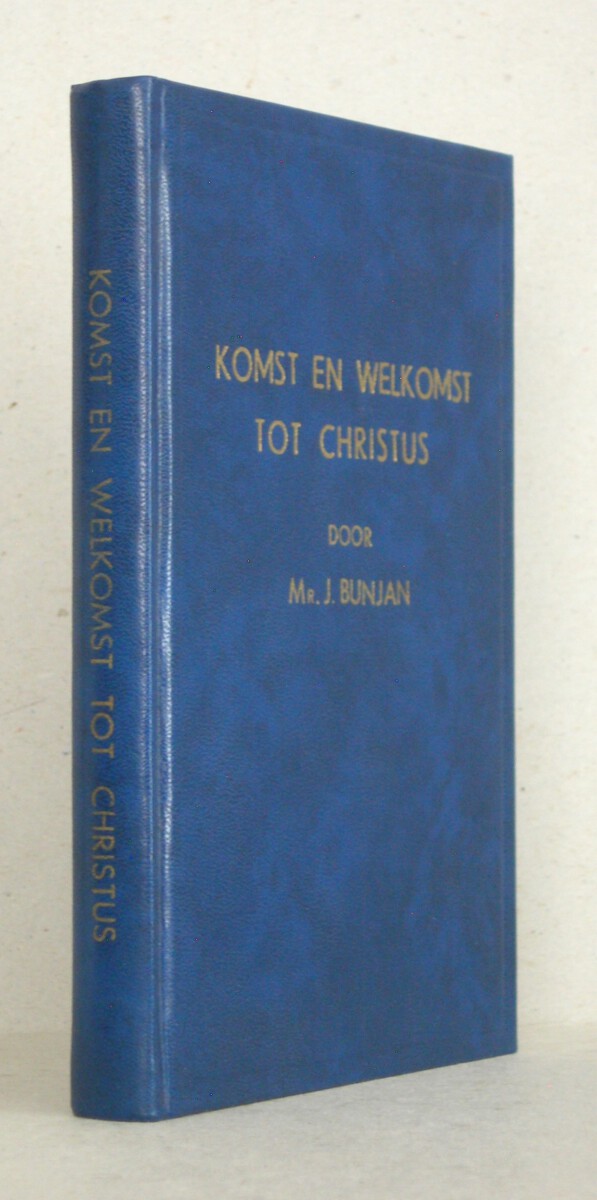 KOMST EN WELKOMST TOT CHRISTUS
KOMST EN WELKOMST
TOT CHRISTUS
DOOR
MR. J. BUNJAN